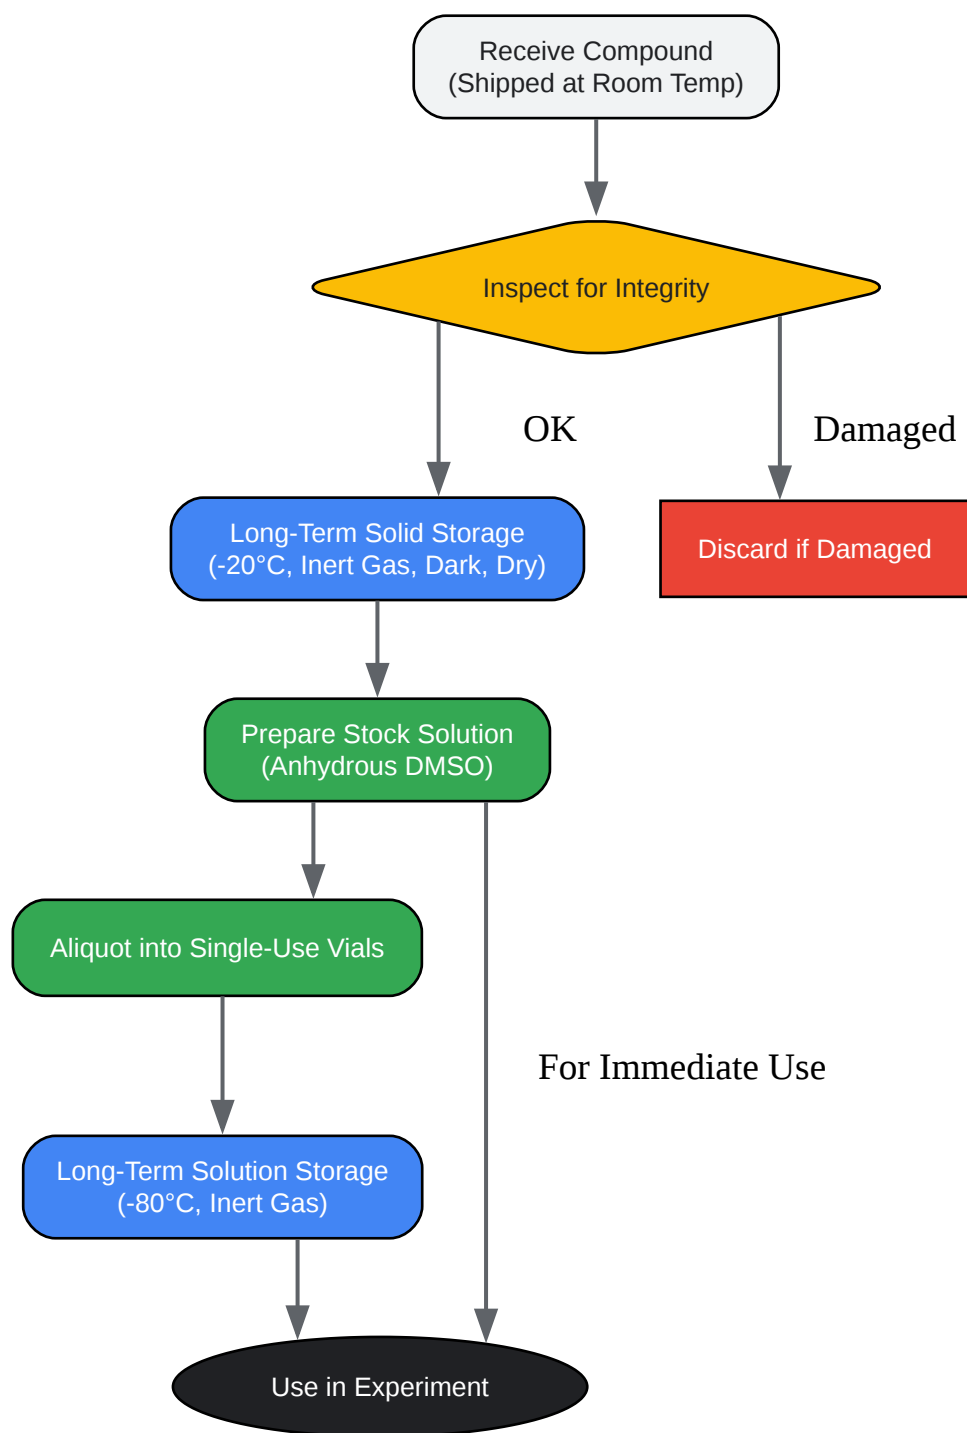 Receive Compound
(Shipped at Room Temp)
Inspect for Integrity
OK
Damaged
Long-Term Solid Storage
(-20°C, Inert Gas, Dark, Dry)
Discard if Damaged
Prepare Stock Solution
(Anhydrous DMSO)
Aliquot into Single-Use Vials
For Immediate Use
Long-Term Solution Storage
(-80°C, Inert Gas)
Use in Experiment